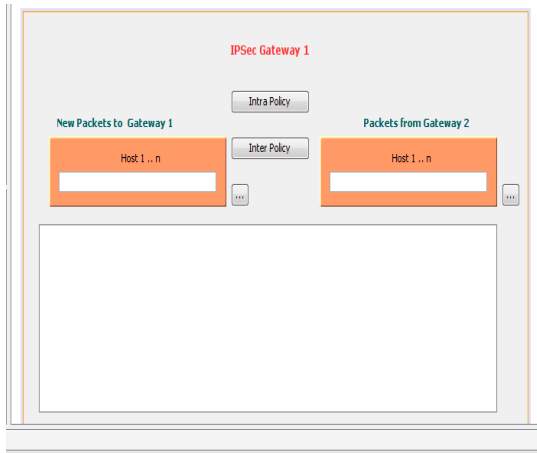 IPSec Gateway 1
Intra Policy
New Packets to Gateway 1
Packets from Gateway 2
Inter Policy
Host 1 .. n
Host 1 .. n
...
...